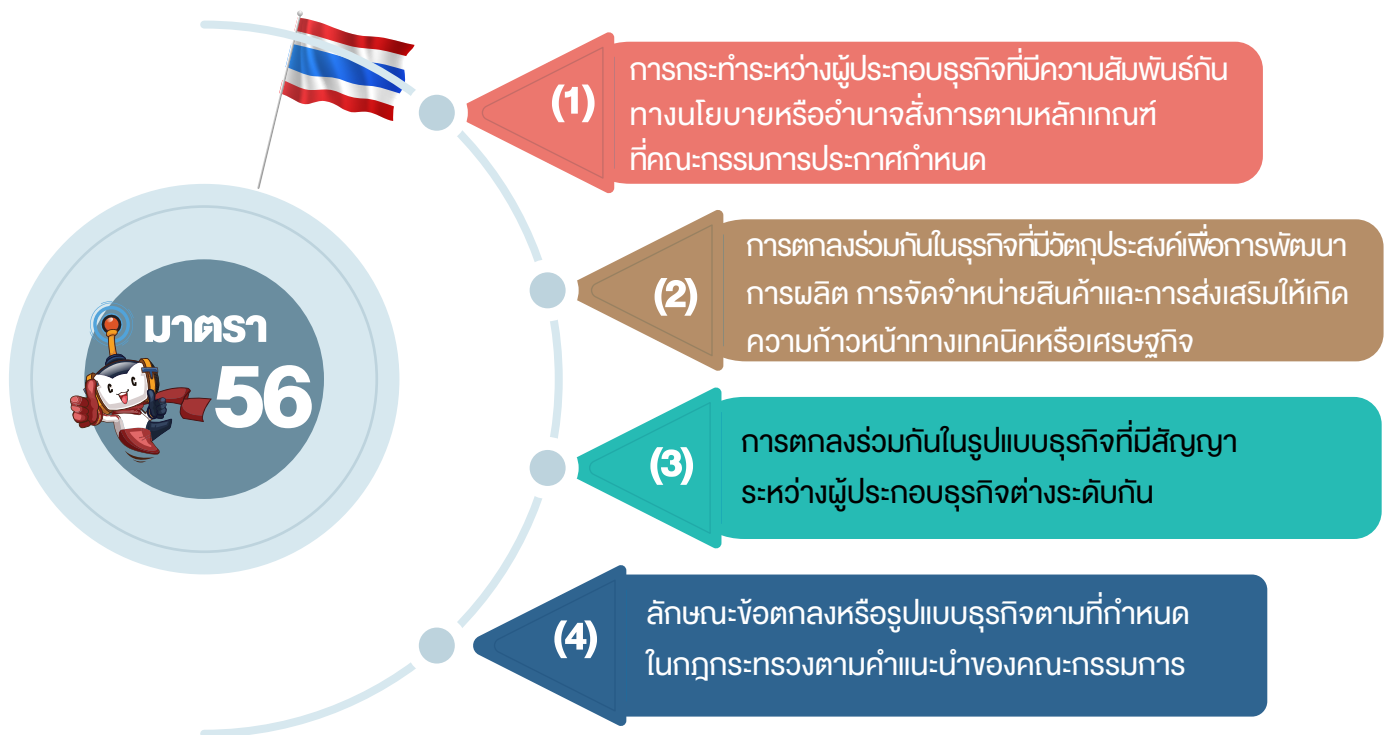 มาตรา
56
(1)
การกระทำระหว่างผู้ประกอบธุรกิจที่มีความสัมพันธ์กัน
ทางนโยบายหรืออำนาจสั่งการตามหลักเกณฑ์
ที่คณะกรรมการประกาศกำหนด
(2)
การตกลงร่วมกันในธุรกิจที่มีวัตถุประสงค์เพื่อการพัฒนา
การผลิต การจัดจำหน่ายสินค้าและการส่งเสริมให้เกิด
ความก้าวหน้าทางเทคนิคหรือเศรษฐกิจ
(3)
การตกลงร่วมกันในรูปแบบธุรกิจที่มีสัญญา
ระหว่างผู้ประกอบธุรกิจต่างระดับกัน
(4)
ลักษณะข้อตกลงหรือรูปแบบธุรกิจตามที่กำหนด
ในกฎกระทรวงตามคำแนะนำของคณะกรรมการ